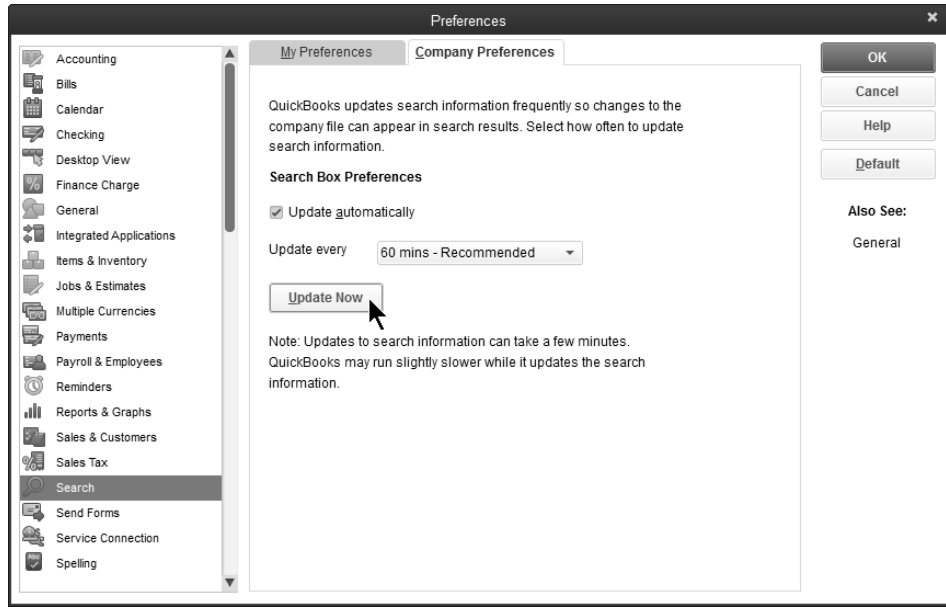 Preferences
Accounting
Bills
Calendar
Checking
Desktop View
Finance Charge
General
Integrated Applications
Items & Inventory
Jobs & Estimates
Multiple Currencies
Payments
Payroll & Employees
Reminders
Reports & Graphs
Sales & Customers
Sales Tax
Search
Send Forms
Service Connection
Abc
Spelling
My Preferences
Company Preferences
QuickBooks updates search information frequently so changes to the
company file can appear in search results. Select how often to update
search information.
Search Box Preferences
Update automatically
Update every
60 mins - Recommended
Update Now
Note: Updates to search information can take a few minutes.
QuickBooks may run slightly slower while it updates the search
information.
OK
Cancel
Help
Default
Also See:
General